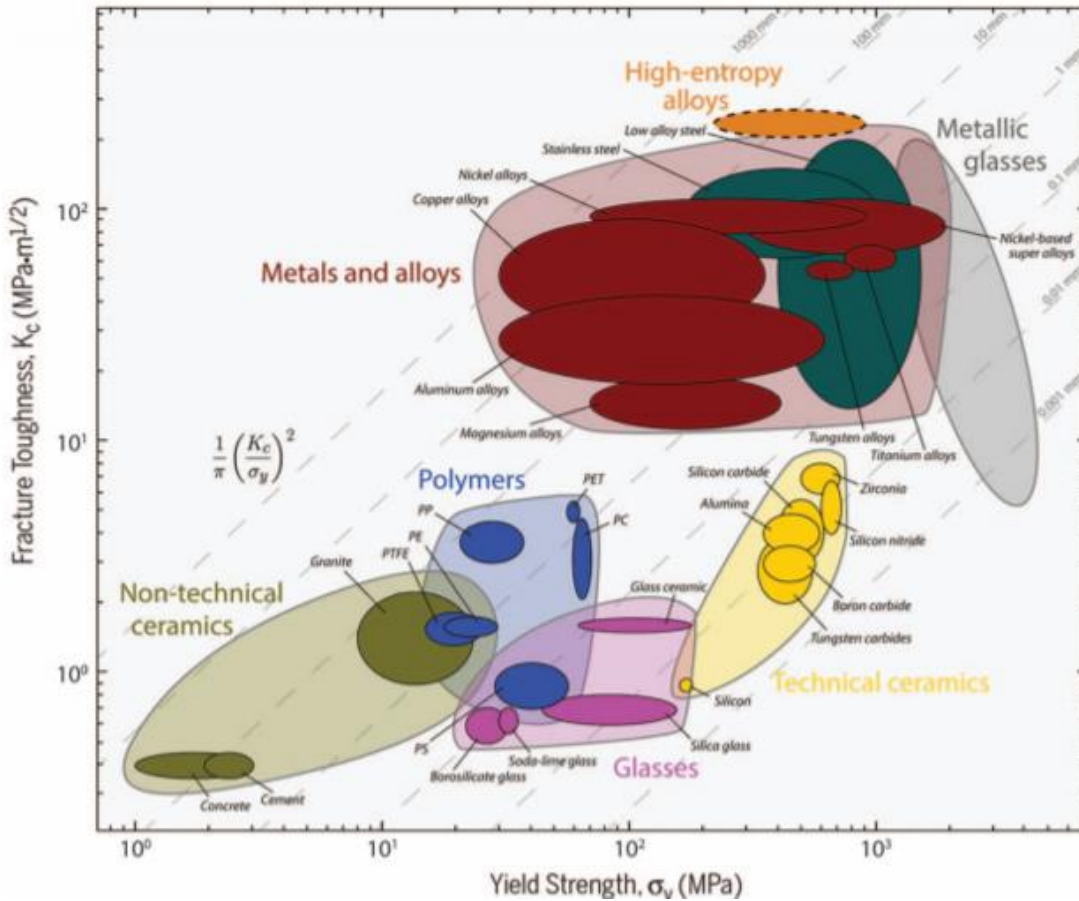 1000 mm
100 mm
10 mm
1 mm
0.1 mm
0.01 mm
0.001 mm
High-entropy
alloys
Low alloy steel
Metallic
glasses
Stainless steel
Nickel alloys
Copper alloys
Nickel-based
super alloys
Metals and alloys
Aluminum alloys
Magnesium alloys
Tungsten alloys
Titanium alloys
10²
10¹
10⁰
Fracture Toughness, K_c (MPa•m^1/2)
1/π (K_c/σ_y)²
Polymers
PET
PP
PC
PE
PTFE
Granite
Silicon carbide
Zirconia
Alumina
Silicon nitride
Glass ceramic
Boron carbide
Tungsten carbides
Non-technical
ceramics
Technical ceramics
Silicon
PS
Soda-lime glass
Silica glass
Borosilicate glass
Glasses
Concrete
Cement
10⁰
10¹
10²
10³
Yield Strength, σ_y (MPa)